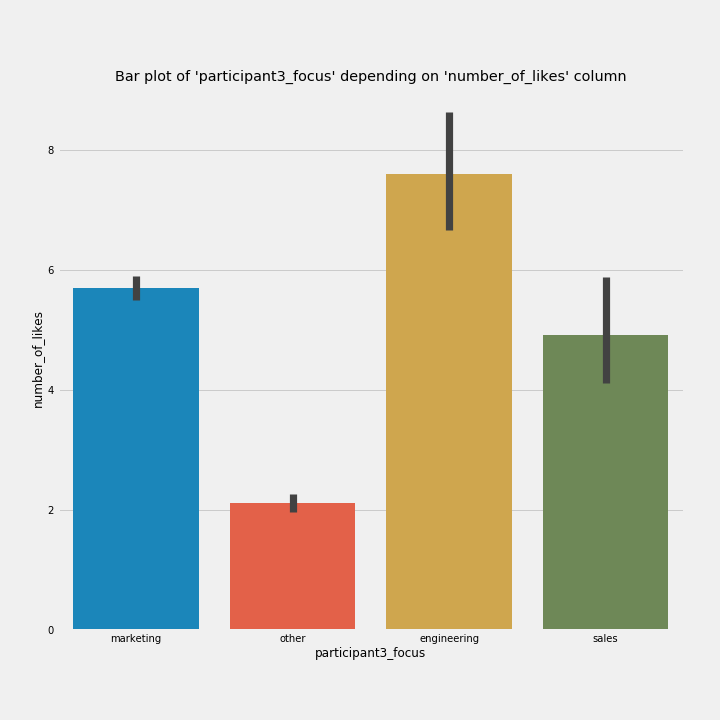 Bar plot of 'participant3_focus' depending on 'number_of_likes' column
number_of_likes
8
6
4
2
0
marketing other engineering sales
participant3_focus